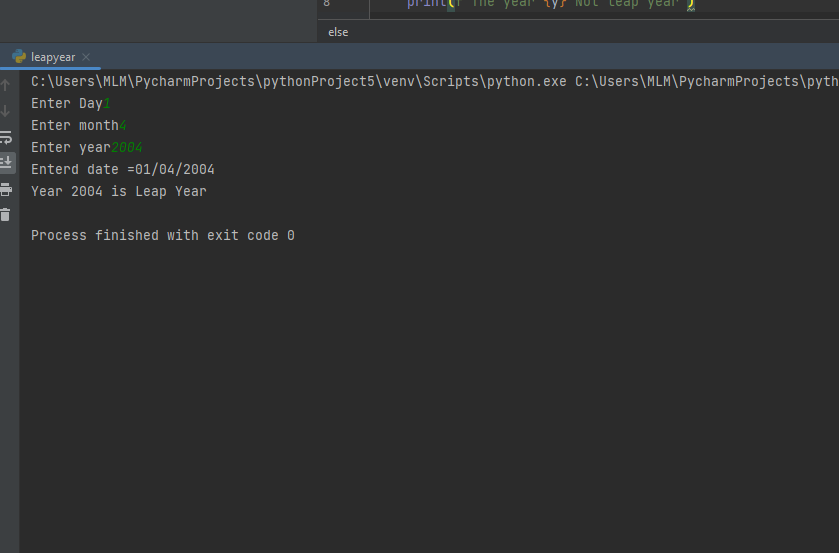 8 print(f"The year {y} Not leap year")
else
leapyear
C:\Users\MLM\PycharmProjects\pythonProject5\venv\Scripts\python.exe C:\Users\MLM\PycharmProjects\pyth
Enter Day1
Enter month4
Enter year2004
Enterd date =01/04/2004
Year 2004 is Leap Year
Process finished with exit code 0